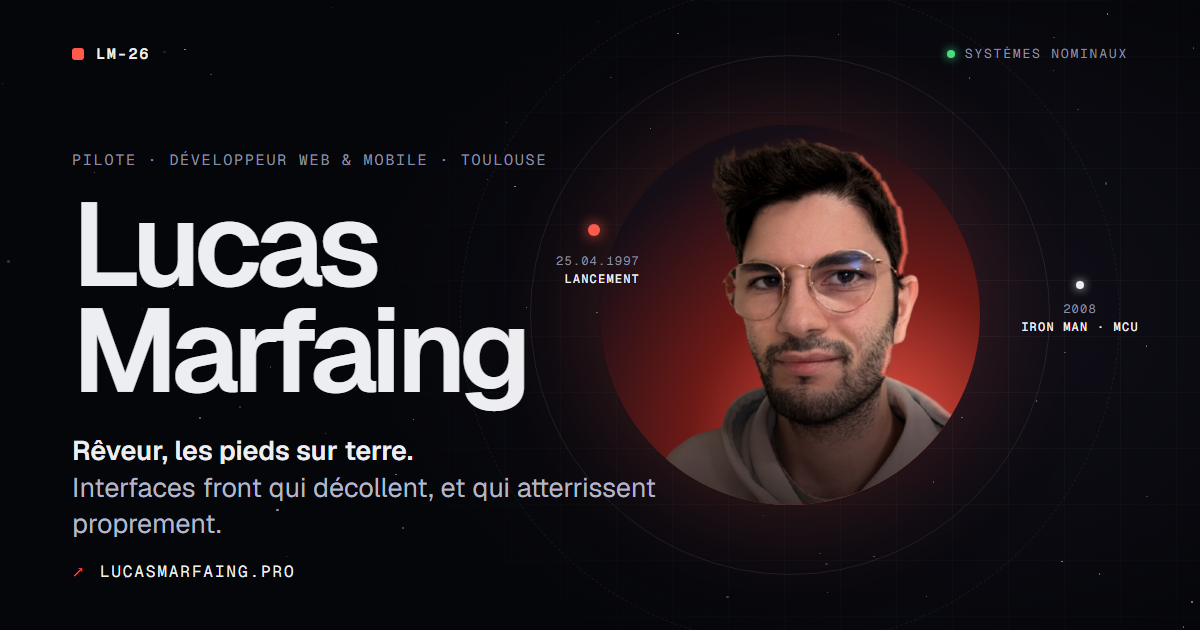 LM-26
SYSTÈMES NOMINAUX
PILOTE · DÉVELOPPEUR WEB & MOBILE · TOULOUSE
Lucas
Marfaing
25.04.1997
LANCEMENT
2008
IRON MAN · MCU
Rêveur, les pieds sur terre.
Interfaces front qui décollent, et qui atterrissent
proprement.
↗ LUCASMARFAING.PRO